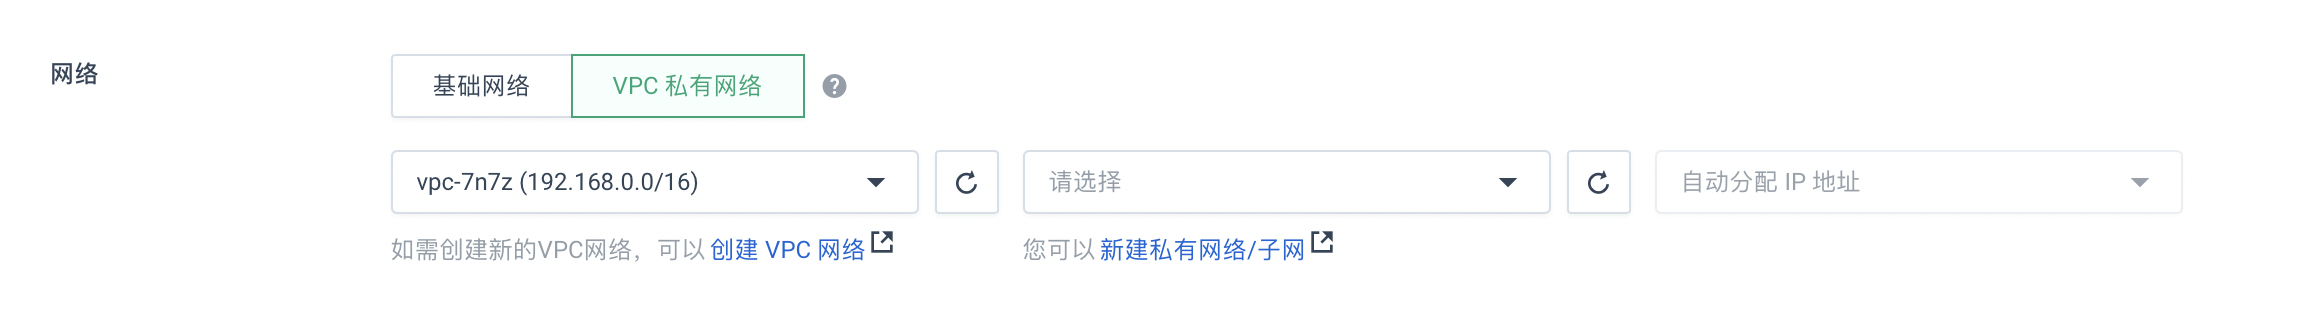 网络
基础网络 VPC 私有网络 ?
vpc-7n7z (192.168.0.0/16) 请选择 自动分配 IP 地址
如需创建新的VPC网络，可以 创建 VPC 网络 您可以 新建私有网络/子网